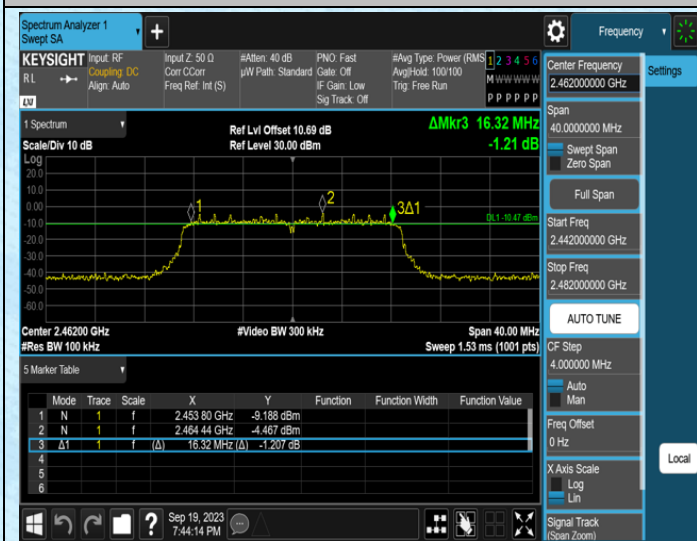 Spectrum Analyzer 1
Swept SA
Frequency
KEYSIGHT
RL
LXI
Input: RF
Coupling: DC
Align: Auto
Input Z: 50 Ω
Corr CCorr
Freq Ref: Int (S)
#Atten: 40 dB
µW Path: Standard
PNO: Fast
Gate: Off
IF Gain: Low
Sig Track: Off
#Avg Type: Power (RMS
Avg|Hold: 100/100
Trig: Free Run
1 2 3 4 5 6
M W W W W W
P P P P P P
1 Spectrum
Scale/Div 10 dB
Ref Lvl Offset 10.69 dB
Ref Level 30.00 dBm
ΔMkr3 16.32 MHz
-1.21 dB
Log
20.0
10.0
0.00
-10.0
-20.0
-30.0
-40.0
-50.0
-60.0
1
2
3Δ1
DL1 -10.47 dBm
Center 2.46200 GHz
#Res BW 100 kHz
#Video BW 300 kHz
Span 40.00 MHz
Sweep 1.53 ms (1001 pts)
5 Marker Table
Mode Trace Scale X Y Function Function Width Function Value
1 N 1 f 2.453 80 GHz -9.188 dBm
2 N 1 f 2.464 44 GHz -4.467 dBm
3 Δ1 1 f (Δ) 16.32 MHz (Δ) -1.207 dB
4
5
6
Sep 19, 2023
7:44:14 PM
Center Frequency
2.462000000 GHz
Settings
Span
40.0000000 MHz
Swept Span
Zero Span
Full Span
Start Freq
2.442000000 GHz
Stop Freq
2.482000000 GHz
AUTO TUNE
CF Step
4.000000 MHz
Auto
Man
Freq Offset
0 Hz
X Axis Scale
Log
Lin
Signal Track
(Span Zoom)
Local